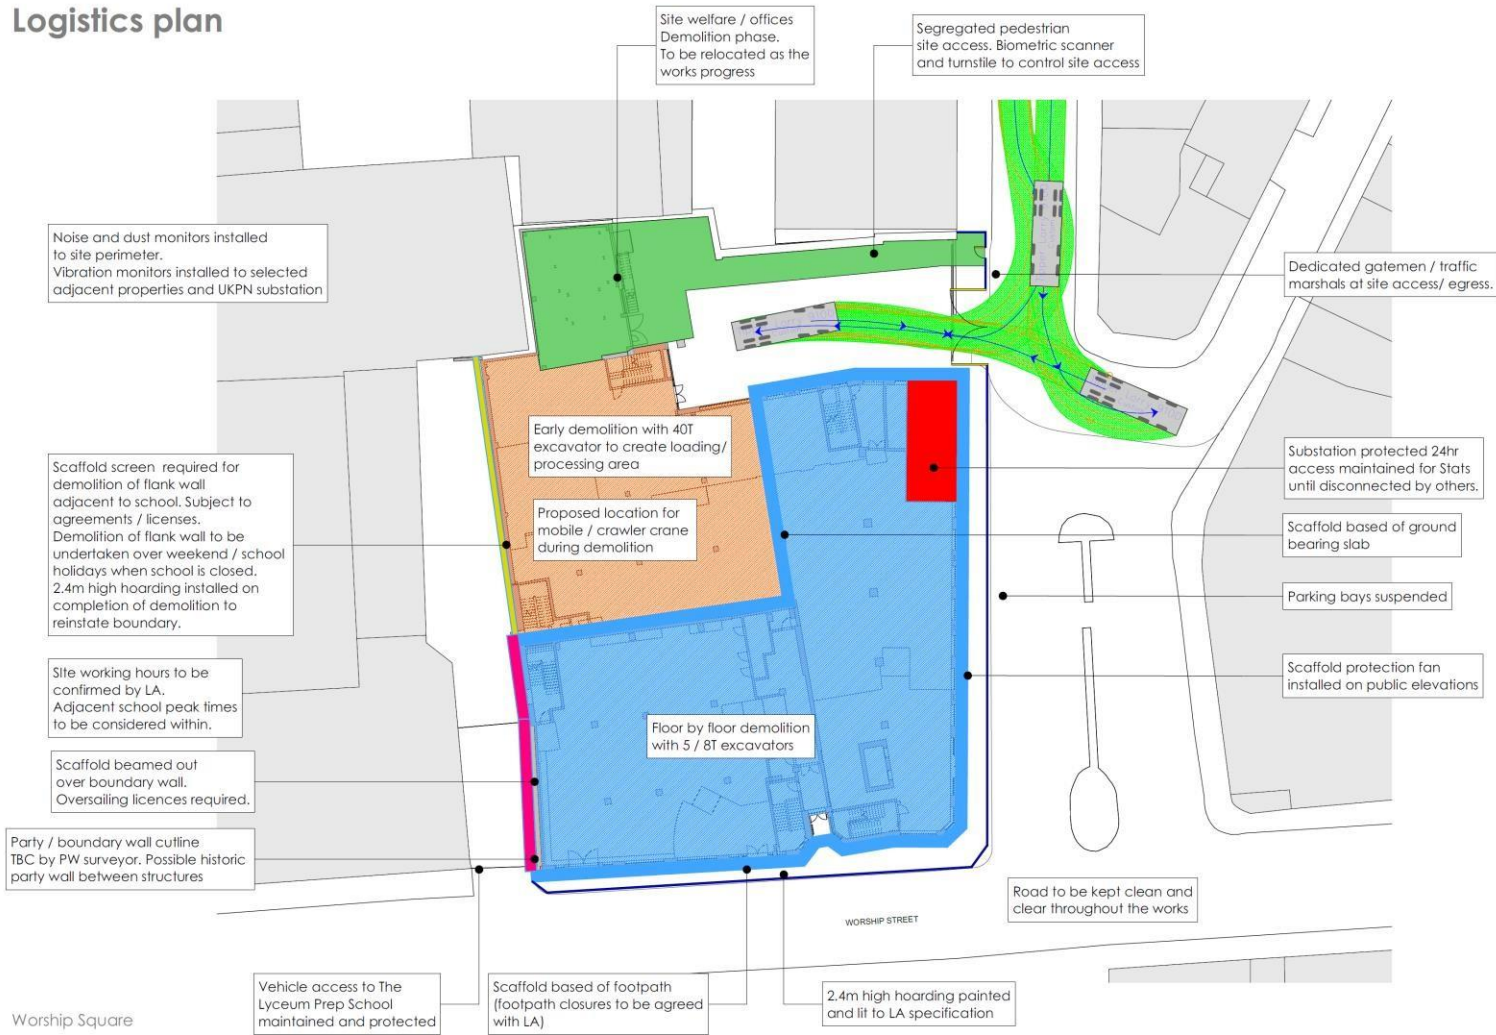 Logistics plan
Site welfare / offices
Demolition phase.
To be relocated as the
works progress
Segregated pedestrian
site access. Biometric scanner
and turnstile to control site access
Noise and dust monitors installed
to site perimeter.
Vibration monitors installed to selected
adjacent properties and UKPN substation
Dedicated gatemen / traffic
marshals at site access/ egress.
Early demolition with 40T
excavator to create loading/
processing area
Proposed location for
mobile / crawler crane
during demolition
Scaffold screen required for
demolition of flank wall
adjacent to school. Subject to
agreements / licenses.
Demolition of flank wall to be
undertaken over weekend / school
holidays when school is closed.
2.4m high hoarding installed on
completion of demolition to
reinstate boundary.
Substation protected 24hr
access maintained for Stats
until disconnected by others.
Scaffold based of ground
bearing slab
Parking bays suspended
Site working hours to be
confirmed by LA.
Adjacent school peak times
to be considered within.
Scaffold protection fan
installed on public elevations
Floor by floor demolition
with 5 / 8T excavators
Scaffold beamed out
over boundary wall.
Oversailing licences required.
Party / boundary wall cutline
TBC by PW surveyor. Possible historic
party wall between structures
Road to be kept clean and
clear throughout the works
WORSHIP STREET
Vehicle access to The
Lyceum Prep School
maintained and protected
Scaffold based of footpath
(footpath closures to be agreed
with LA)
2.4m high hoarding painted
and lit to LA specification
Worship Square